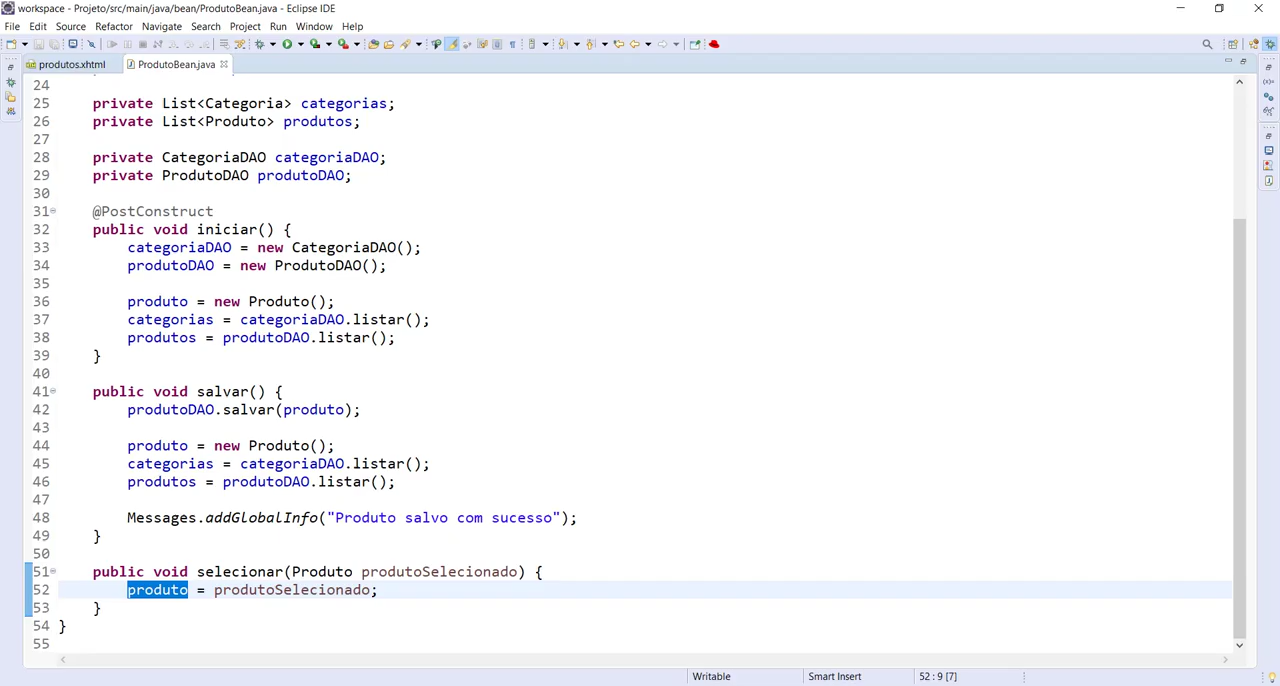 workspace - Projeto/src/main/java/bean/ProdutoBean.java - Eclipse IDE
File Edit Source Refactor Navigate Search Project Run Window Help
produtos.xhtml ProdutoBean.java
24
25 private List<Categoria> categorias;
26 private List<Produto> produtos;
27
28 private CategoriaDAO categoriaDAO;
29 private ProdutoDAO produtoDAO;
30
31 @PostConstruct
32 public void iniciar() {
33 categoriaDAO = new CategoriaDAO();
34 produtoDAO = new ProdutoDAO();
35
36 produto = new Produto();
37 categorias = categoriaDAO.listar();
38 produtos = produtoDAO.listar();
39 }
40
41 public void salvar() {
42 produtoDAO.salvar(produto);
43
44 produto = new Produto();
45 categorias = categoriaDAO.listar();
46 produtos = produtoDAO.listar();
47
48 Messages.addGlobalInfo("Produto salvo com sucesso");
49 }
50
51 public void selecionar(Produto produtoSelecionado) {
52 produto = produtoSelecionado;
53 }
54 }
55
Writable Smart Insert 52 : 9 [7]